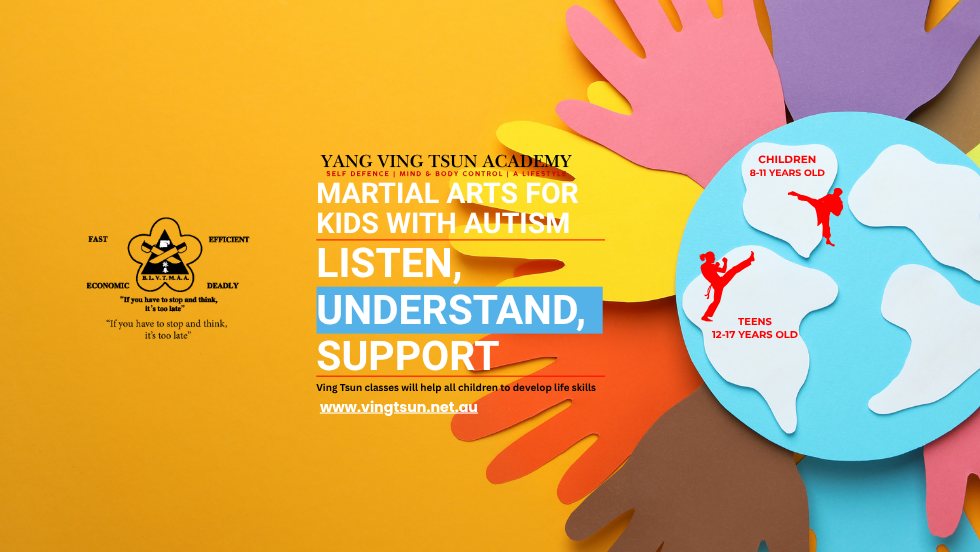 FAST
EFFICIENT
B.L.Y.T.M.A.A.
ECONOMIC
DEADLY
"If you have to stop and think,
it's too late"
"If you have to stop and think,
it's too late"
YANG VING TSUN ACADEMY
SELF DEFENCE | MIND & BODY CONTROL | A LIFESTYLE
MARTIAL ARTS FOR
KIDS WITH AUTISM
LISTEN,
UNDERSTAND,
SUPPORT
Ving Tsun classes will help all children to develop life skills
www.vingtsun.net.au
CHILDREN
8-11 YEARS OLD
TEENS
12-17 YEARS OLD